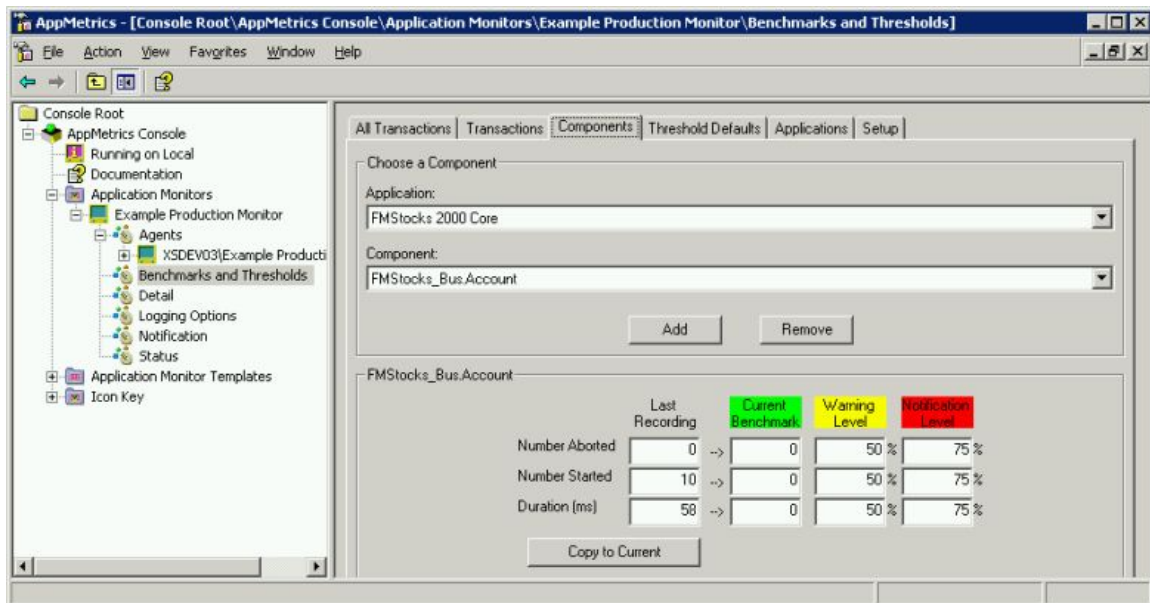 AppMetrics - [Console Root\AppMetrics Console\Application Monitors\Example Production Monitor\Benchmarks and Thresholds]
File Action View Favorites Window Help
Console Root
AppMetrics Console
Running on Local
Documentation
Application Monitors
Example Production Monitor
Agents
XSDEV03\Example Producti
Benchmarks and Thresholds
Detail
Logging Options
Notification
Status
Application Monitor Templates
Icon Key
All Transactions Transactions Components Threshold Defaults Applications Setup
Choose a Component
Application:
FMStocks 2000 Core
Component:
FMStocks_Bus.Account
Add Remove
FMStocks_Bus.Account
Last Recording Current Benchmark Warning Level Notification Level
Number Aborted 0 --> 0 50 % 75 %
Number Started 10 --> 0 50 % 75 %
Duration (ms) 58 --> 0 50 % 75 %
Copy to Current